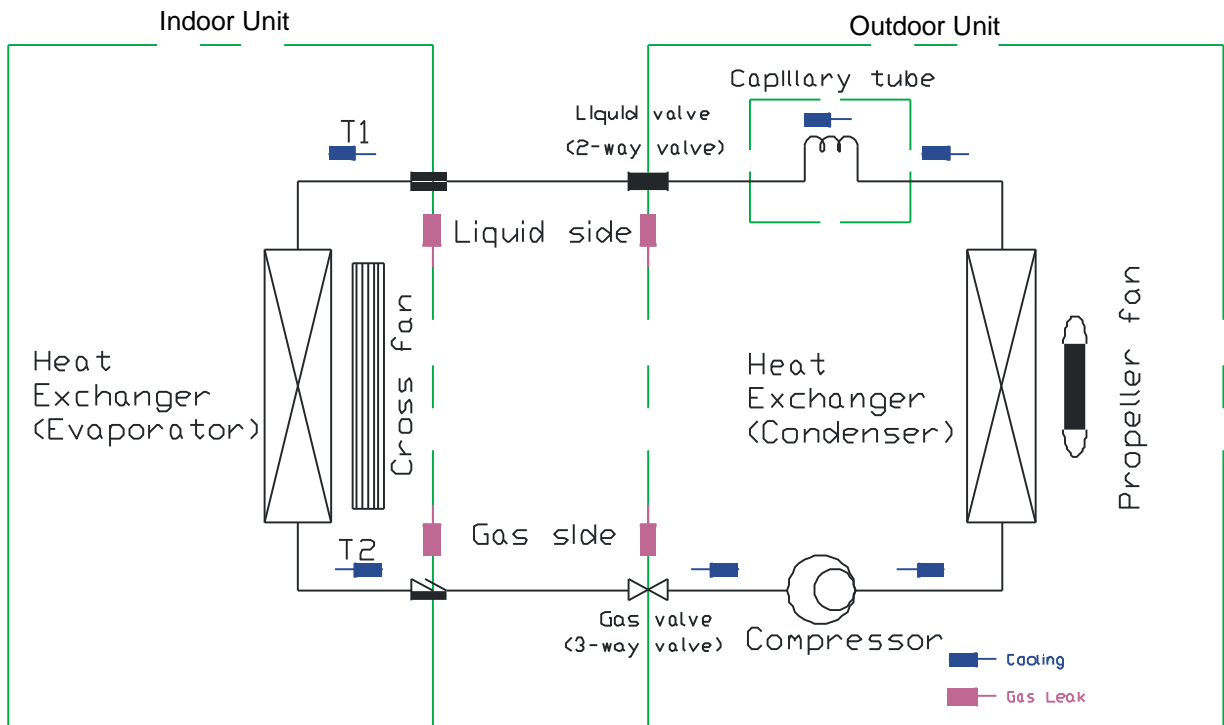 Indoor Unit
Outdoor Unit
Capillary tube
Liquid valve
(2-way valve)
T1
Liquid side
Heat
Exchanger
(Evaporator)
Cross fan
Heat
Exchanger
(Condenser)
Propeller fan
Gas side
T2
Gas valve
(3-way valve)
Compressor
Cooling
Gas Leak